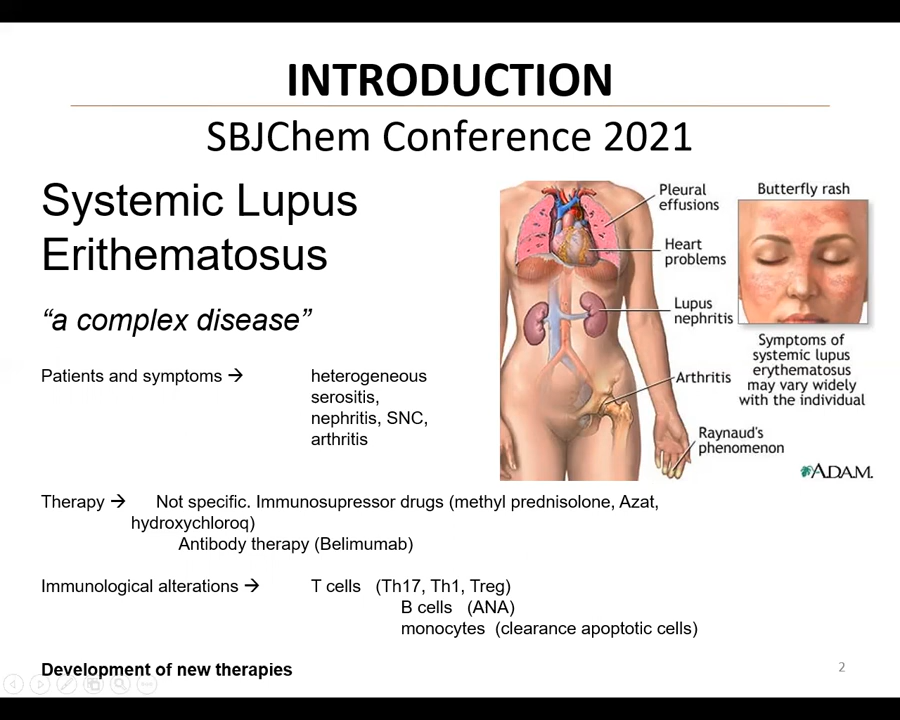 INTRODUCTION
SBJChem Conference 2021
Systemic Lupus
Erithematosus
“a complex disease”
Patients and symptoms → heterogeneous
serositis,
nephritis, SNC,
arthritis
Pleural
effusions
Heart
problems
Lupus
nephritis
Arthritis
Raynaud's
phenomenon
Butterfly rash
Symptoms of
systemic lupus
erythematosus
may vary widely
with the individual
ADAM.
Therapy → Not specific. Immunosupressor drugs (methyl prednisolone, Azat,
hydroxychloroq)
Antibody therapy (Belimumab)
Immunological alterations → T cells (Th17, Th1, Treg)
B cells (ANA)
monocytes (clearance apoptotic cells)
Development of new therapies
2